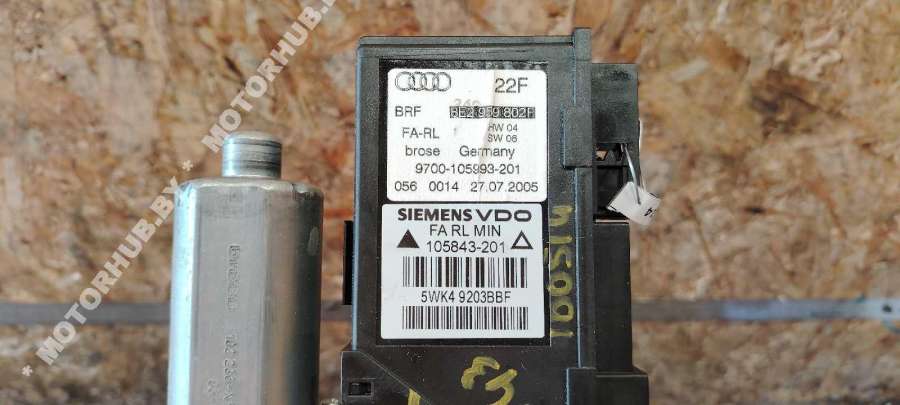 MOTORHUB.BY * MOTORHUB.BY
22F
BRF 8E2 959 802F
FA-RL HW 04
SW 06
brose Germany
9700-105993-201
056 0014 27.07.2005
SIEMENS VDO
FA RL MIN
105843-201
5WK4 9203BBF
100514